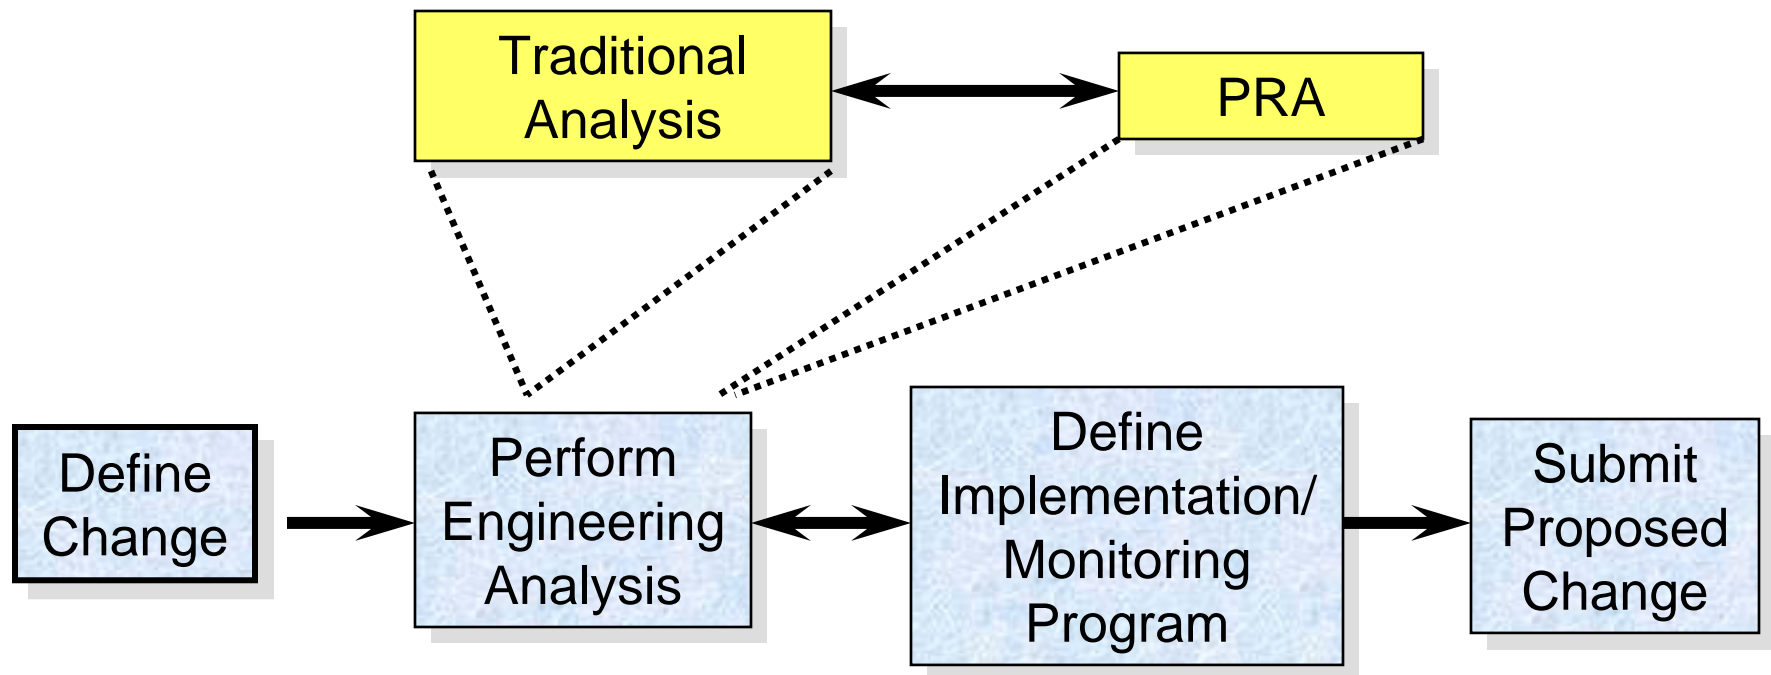 Traditional
Analysis
PRA
Define
Change
Perform
Engineering
Analysis
Define
Implementation/
Monitoring
Program
Submit
Proposed
Change